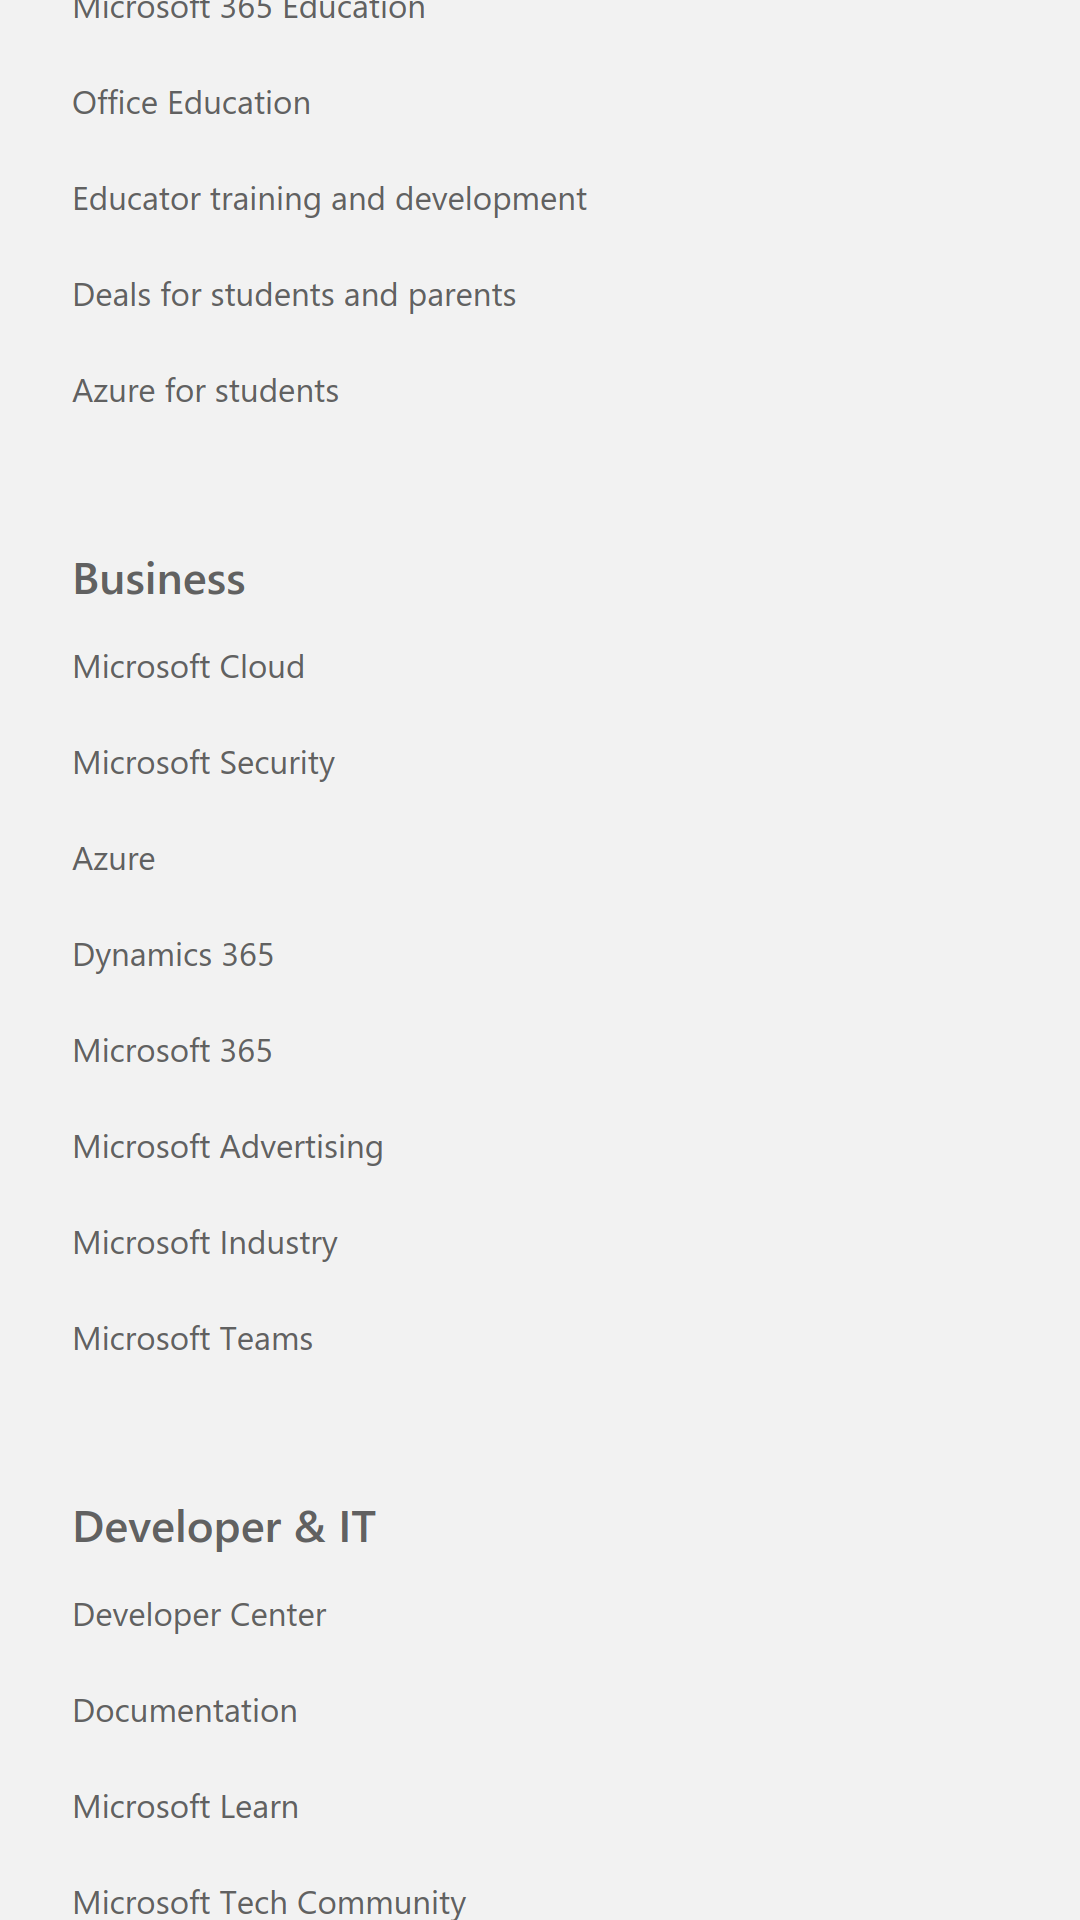 Microsoft 365 Education
Office Education
Educator training and development
Deals for students and parents
Azure for students
Business
Microsoft Cloud
Microsoft Security
Azure
Dynamics 365
Microsoft 365
Microsoft Advertising
Microsoft Industry
Microsoft Teams
Developer & IT
Developer Center
Documentation
Microsoft Learn
Microsoft Tech Community